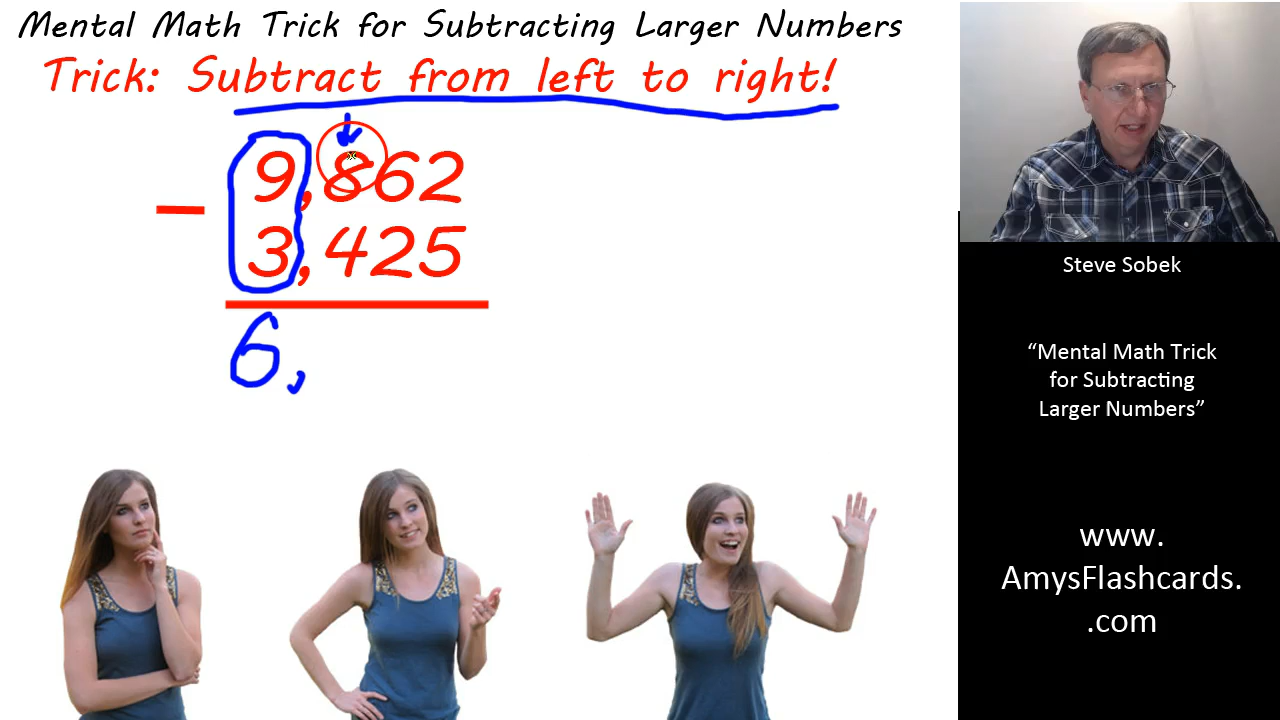 Mental Math Trick for Subtracting Larger Numbers
Trick: Subtract from left to right!
9,862
− 3,425
6,
Steve Sobek
“Mental Math Trick
for Subtracting
Larger Numbers”
www.
AmysFlashcards.
.com